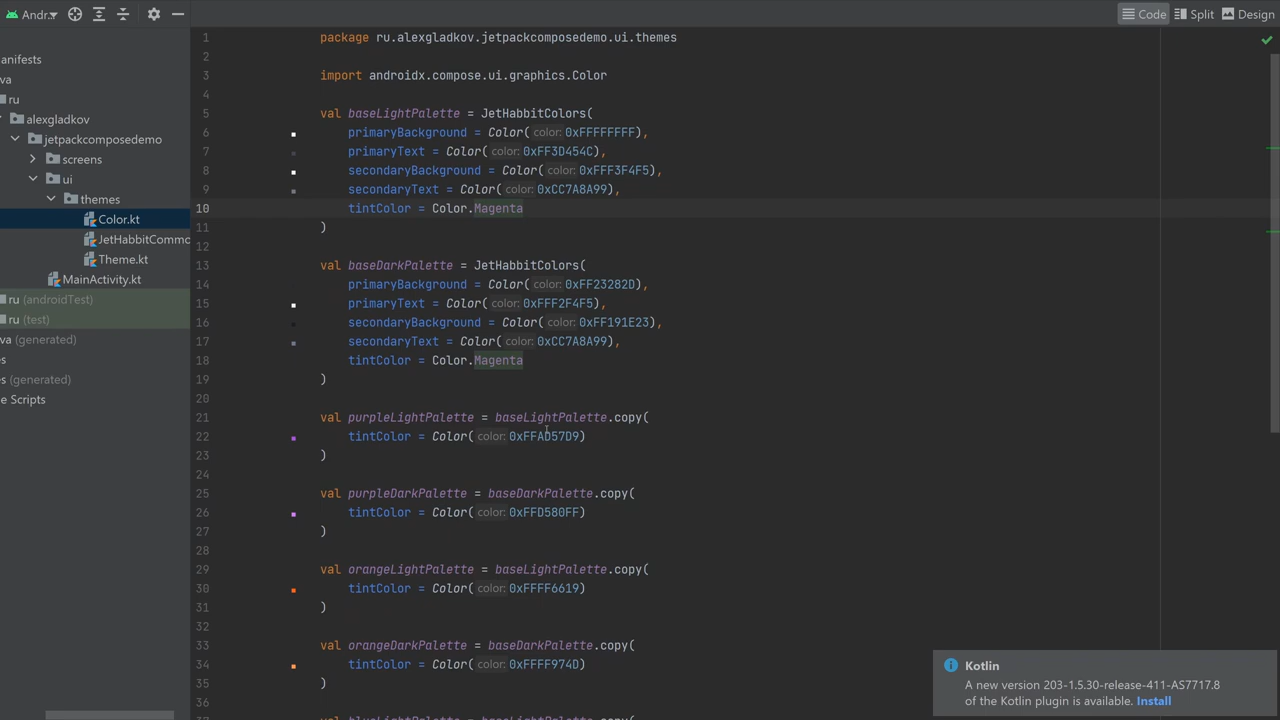 Andr..
Code
Split
Design
anifests
va
ru
alexgladkov
jetpackcomposedemo
screens
ui
themes
Color.kt
JetHabbitCommo
Theme.kt
MainActivity.kt
ru (androidTest)
ru (test)
va (generated)
es
es (generated)
e Scripts
1 package ru.alexgladkov.jetpackcomposedemo.ui.themes
2
3 import androidx.compose.ui.graphics.Color
4
5 val baseLightPalette = JetHabbitColors(
6 primaryBackground = Color( color: 0xFFFFFFFF),
7 primaryText = Color( color: 0xFF3D454C),
8 secondaryBackground = Color( color: 0xFFF3F4F5),
9 secondaryText = Color( color: 0xCC7A8A99),
10 tintColor = Color.Magenta
11 )
12
13 val baseDarkPalette = JetHabbitColors(
14 primaryBackground = Color( color: 0xFF23282D),
15 primaryText = Color( color: 0xFFF2F4F5),
16 secondaryBackground = Color( color: 0xFF191E23),
17 secondaryText = Color( color: 0xCC7A8A99),
18 tintColor = Color.Magenta
19 )
20
21 val purpleLightPalette = baseLightPalette.copy(
22 tintColor = Color( color: 0xFFAD57D9)
23 )
24
25 val purpleDarkPalette = baseDarkPalette.copy(
26 tintColor = Color( color: 0xFFD580FF)
27 )
28
29 val orangeLightPalette = baseLightPalette.copy(
30 tintColor = Color( color: 0xFFFF6619)
31 )
32
33 val orangeDarkPalette = baseDarkPalette.copy(
34 tintColor = Color( color: 0xFFFF974D)
35 )
36
Kotlin
A new version 203-1.5.30-release-411-AS7717.8
of the Kotlin plugin is available. Install